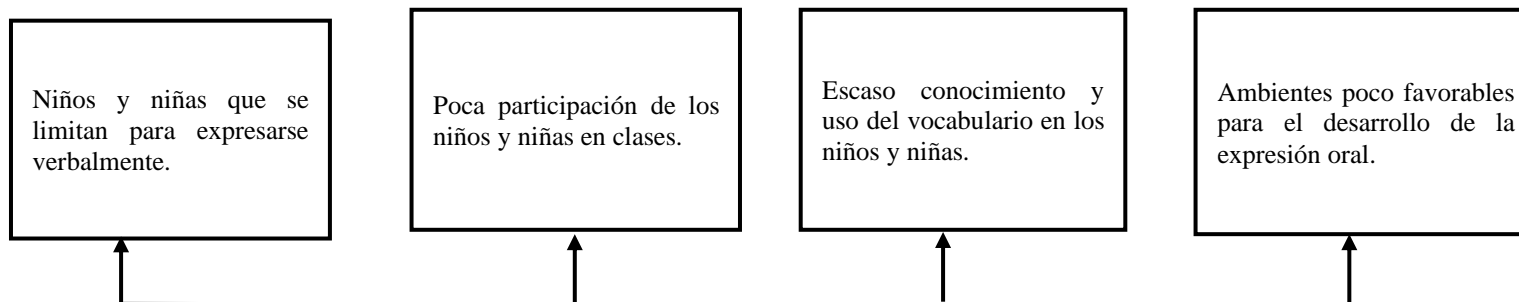 Niños y niñas que se
limitan para expresarse
verbalmente.
Poca participación de los
niños y niñas en clases.
Escaso conocimiento y
uso del vocabulario en los
niños y niñas.
Ambientes poco favorables
para el desarrollo de la
expresión oral.